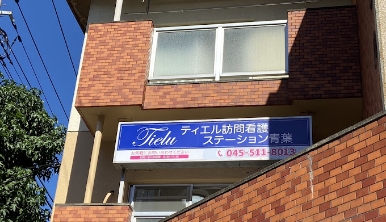 Tielu
ティエル訪問看護
ステーション青葉
045-511-8013